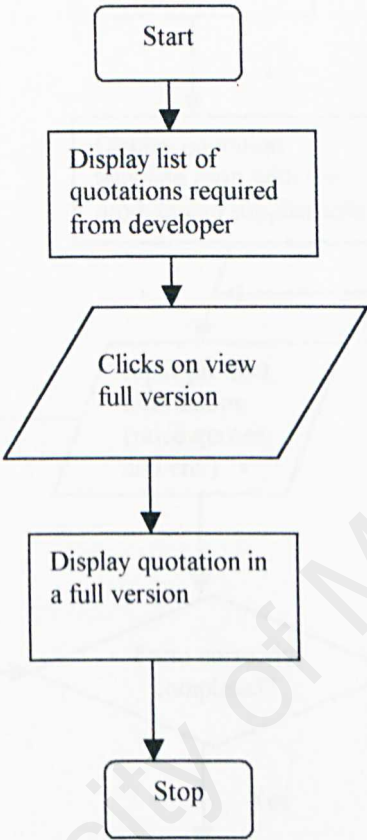 Start
Display list of
quotations required
from developer
Clicks on view
full version
Display quotation in
a full version
Stop